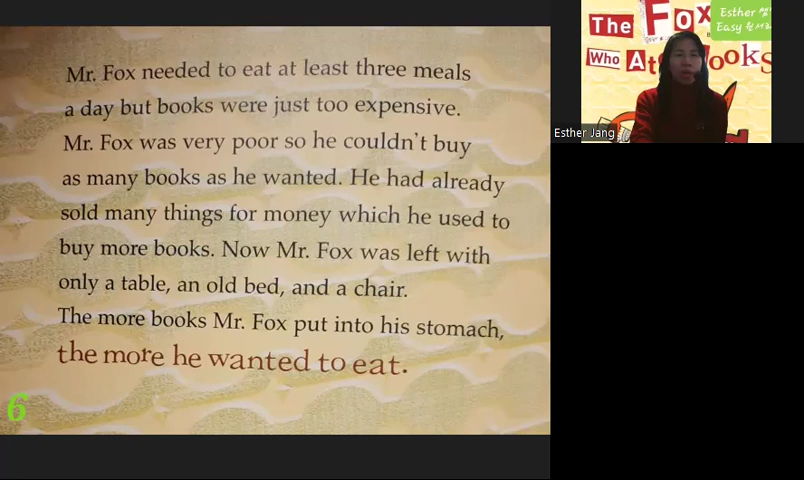 Mr. Fox needed to eat at least three meals
a day but books were just too expensive.
Mr. Fox was very poor so he couldn't buy
as many books as he wanted. He had already
sold many things for money which he used to
buy more books. Now Mr. Fox was left with
only a table, an old bed, and a chair.
The more books Mr. Fox put into his stomach,
the more he wanted to eat.
6
The Fox
Who
Esther
Easy
Esther Jang